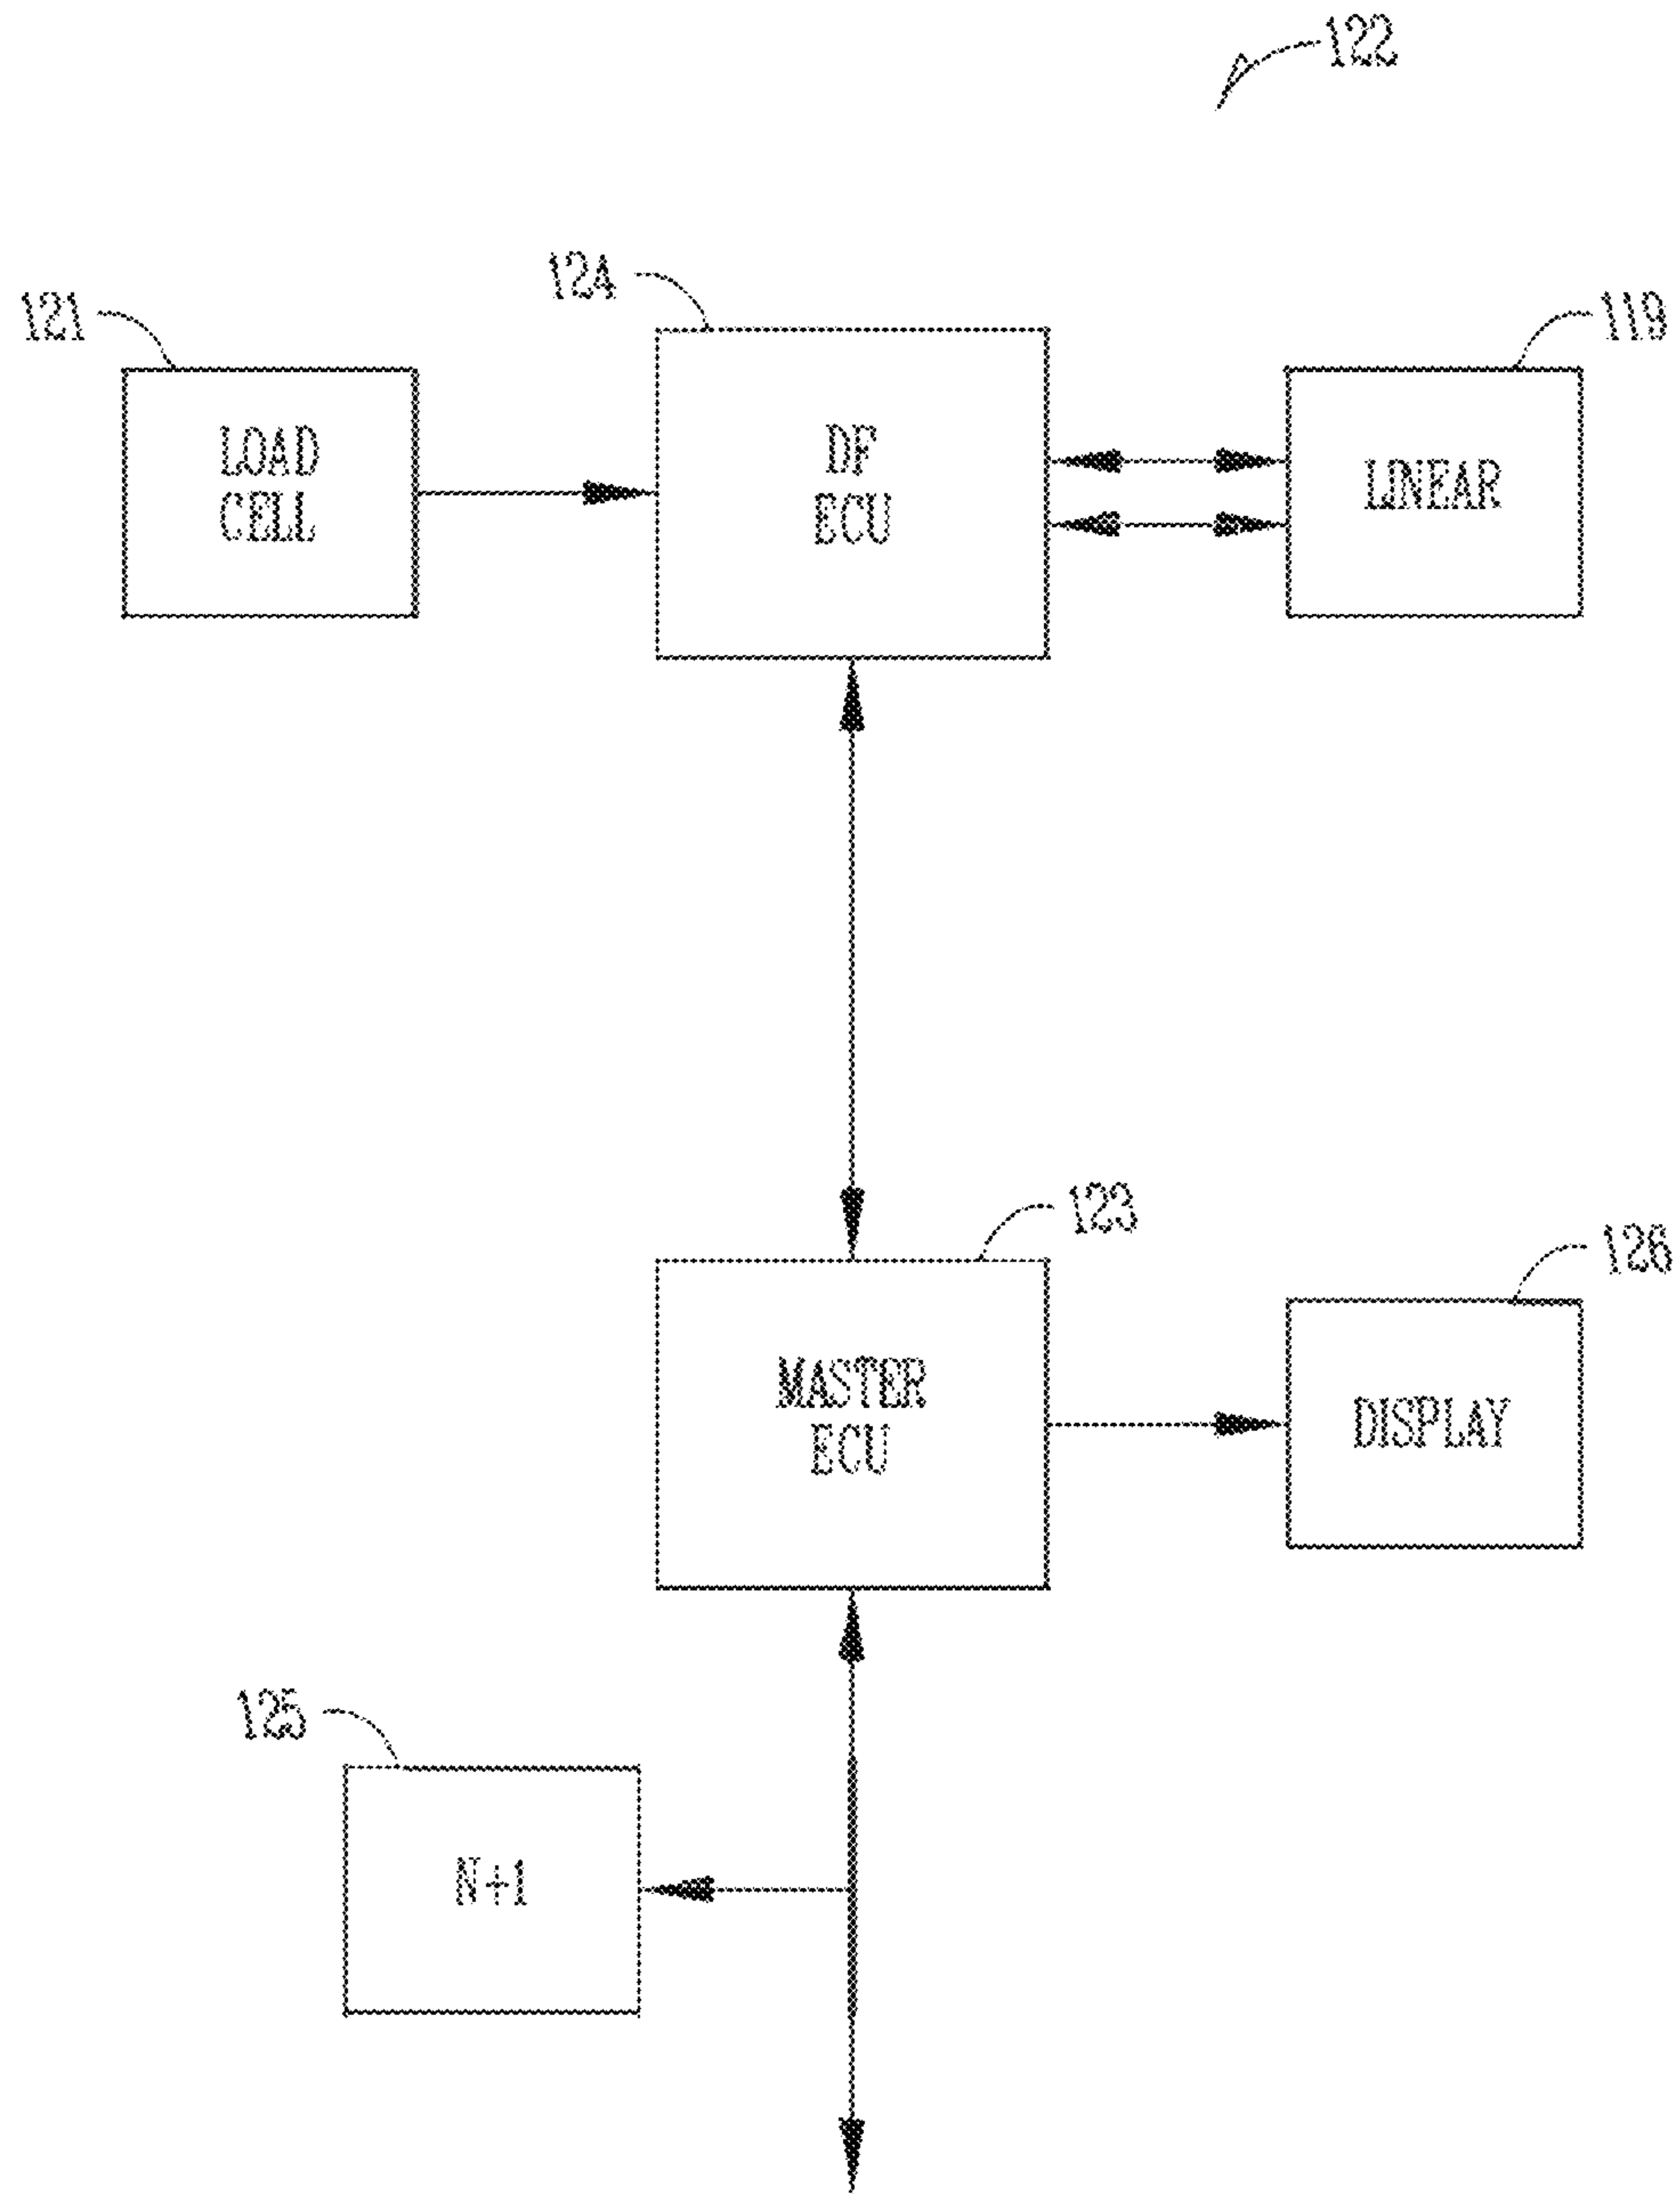 122
124
121
119
LOAD
CELL
DF
ECU
LINEAR
123
126
MASTER
ECU
DISPLAY
125
N+1